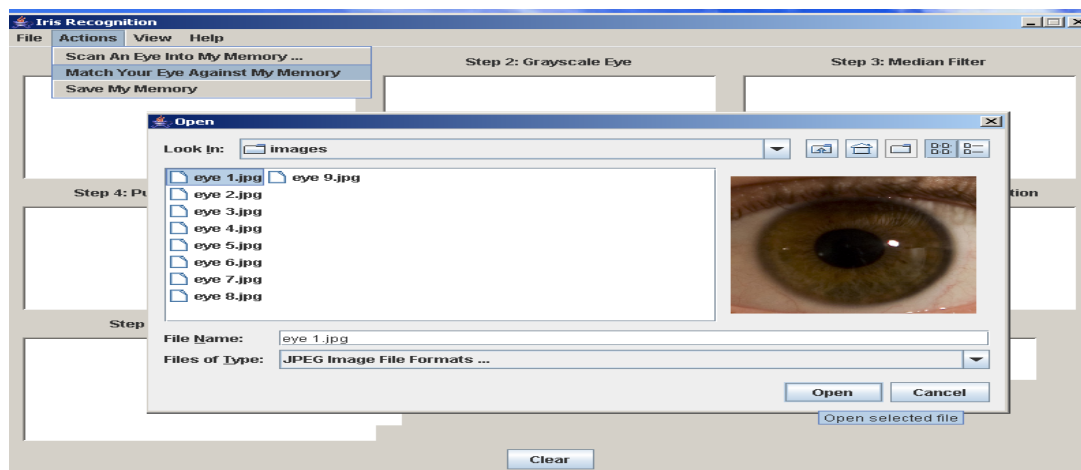 Iris Recognition
File Actions View Help
Scan An Eye Into My Memory ...
Match Your Eye Against My Memory
Save My Memory
Step 2: Grayscale Eye
Step 3: Median Filter
Open
Look In: images
eye 1.jpg eye 9.jpg
eye 2.jpg
eye 3.jpg
eye 4.jpg
eye 5.jpg
eye 6.jpg
eye 7.jpg
eye 8.jpg
Step 4: Pu
tion
Step
File Name: eye 1.jpg
Files of Type: JPEG Image File Formats ...
Open Cancel
Open selected file
Clear